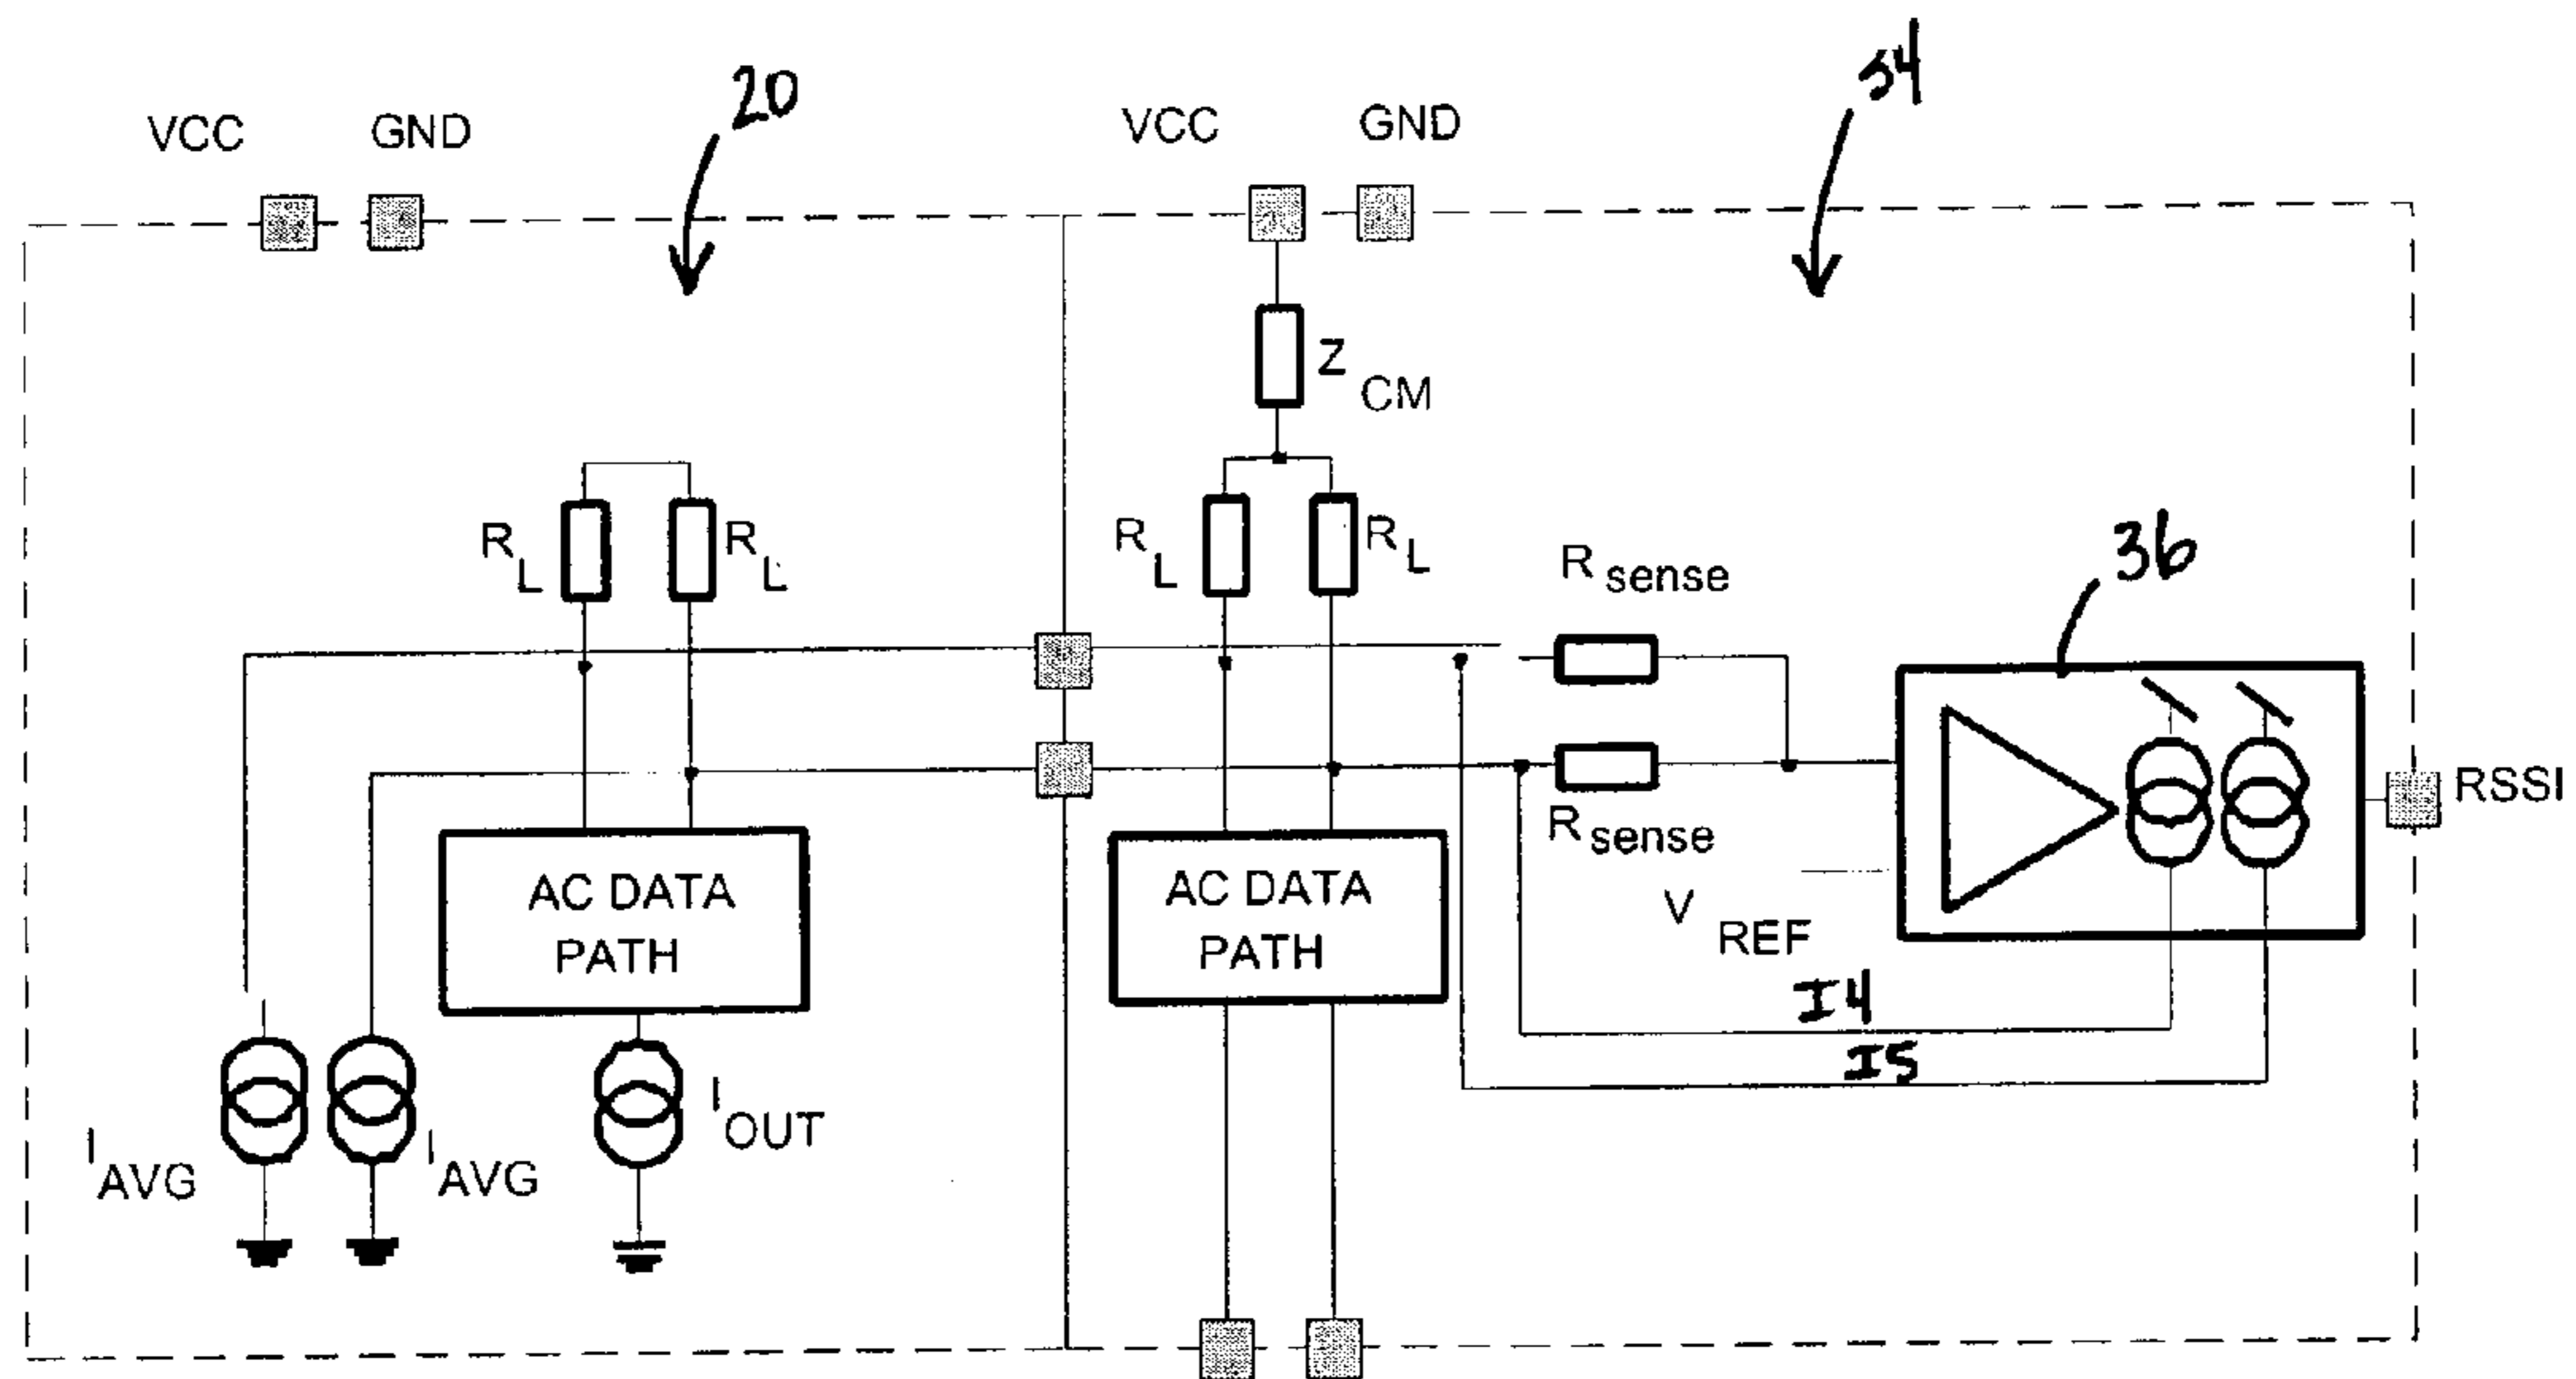 20
34
VCC GND
VCC GND
Z CM
R L
R L
R L
R L
R sense
36
R sense
RSSI
AC DATA
PATH
AC DATA
PATH
V REF
I4
I5
I OUT
I AVG
I AVG